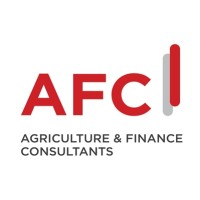 AFC
AGRICULTURE & FINANCE
CONSULTANTS